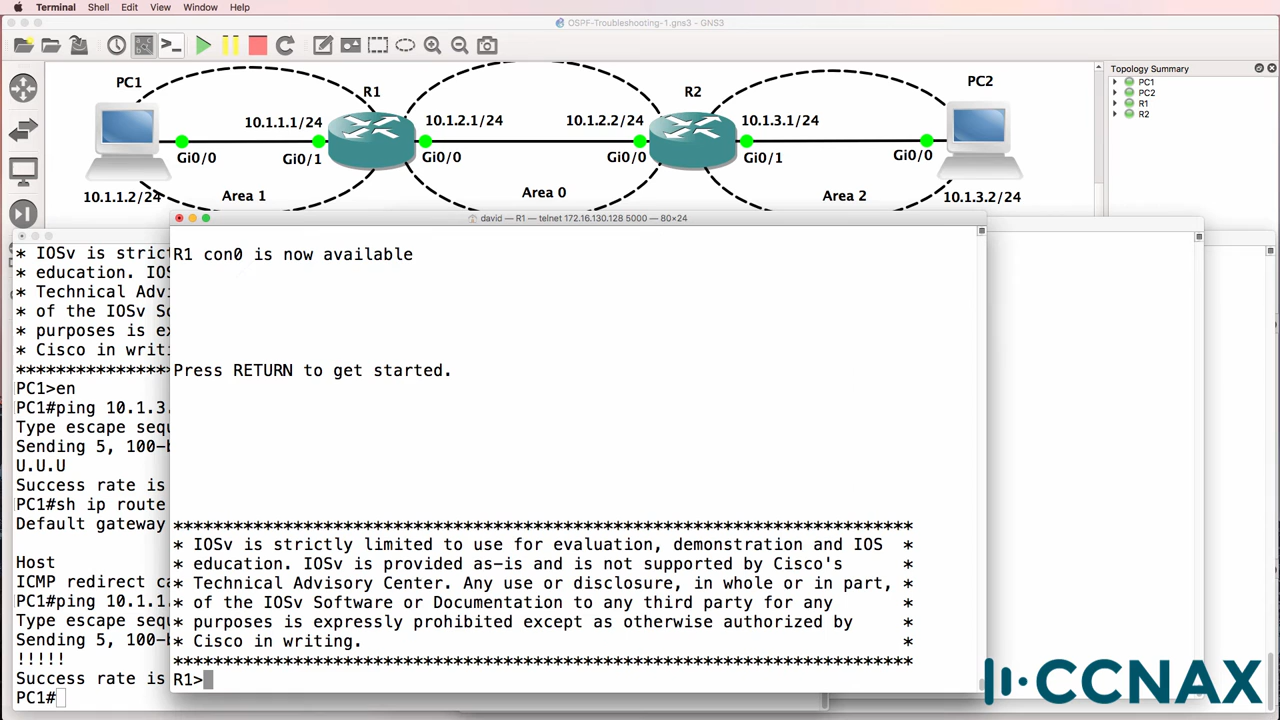 Terminal Shell Edit View Window Help
OSPF-Troubleshooting-1.gns3 - GNS3
Topology Summary
PC1
PC2
R1
R2
PC1
R1
R2
PC2
10.1.1.1/24
10.1.2.1/24
10.1.2.2/24
10.1.3.1/24
Gi0/0
Gi0/1
Gi0/0
Gi0/0
Gi0/1
Gi0/0
10.1.1.2/24
Area 1
Area 0
Area 2
10.1.3.2/24
david — R1 — telnet 172.16.130.128 5000 — 80×24
R1 con0 is now available
Press RETURN to get started.
********************************************************************
* IOSv is strictly limited to use for evaluation, demonstration and IOS *
* education. IOSv is provided as-is and is not supported by Cisco's *
* Technical Advisory Center. Any use or disclosure, in whole or in part, *
* of the IOSv Software or Documentation to any third party for any *
* purposes is expressly prohibited except as otherwise authorized by *
* Cisco in writing. *
********************************************************************
R1>
* IOSv is
* education.
* Technical
* of the IOSv
* purposes is
* Cisco in
****************
PC1>en
PC1#ping 10.1.3.
Type escape
Sending 5,
U.U.U
Success rate is
PC1#sh ip route
Default gateway
Host
ICMP redirect
PC1#ping 10.1.1.
Type escape
Sending 5,
!!!!!
Success rate is
PC1#
CCNAX